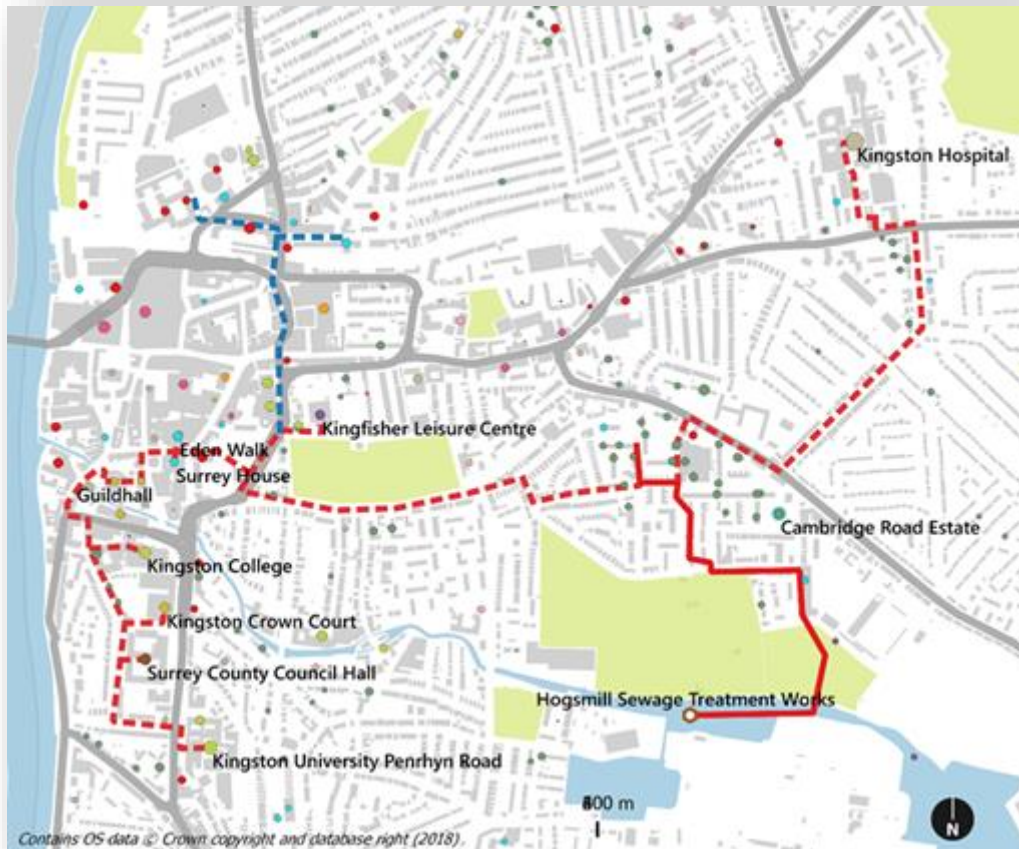 Kingston Hospital
Kingfisher Leisure Centre
Eden Walk
Surrey House
Guildhall
Cambridge Road Estate
Kingston College
Kingston Crown Court
Surrey County Council Hall
Hogsmill Sewage Treatment Works
Kingston University Penrhyn Road
00 m
N
Contains OS data © Crown copyright and database right (2018)